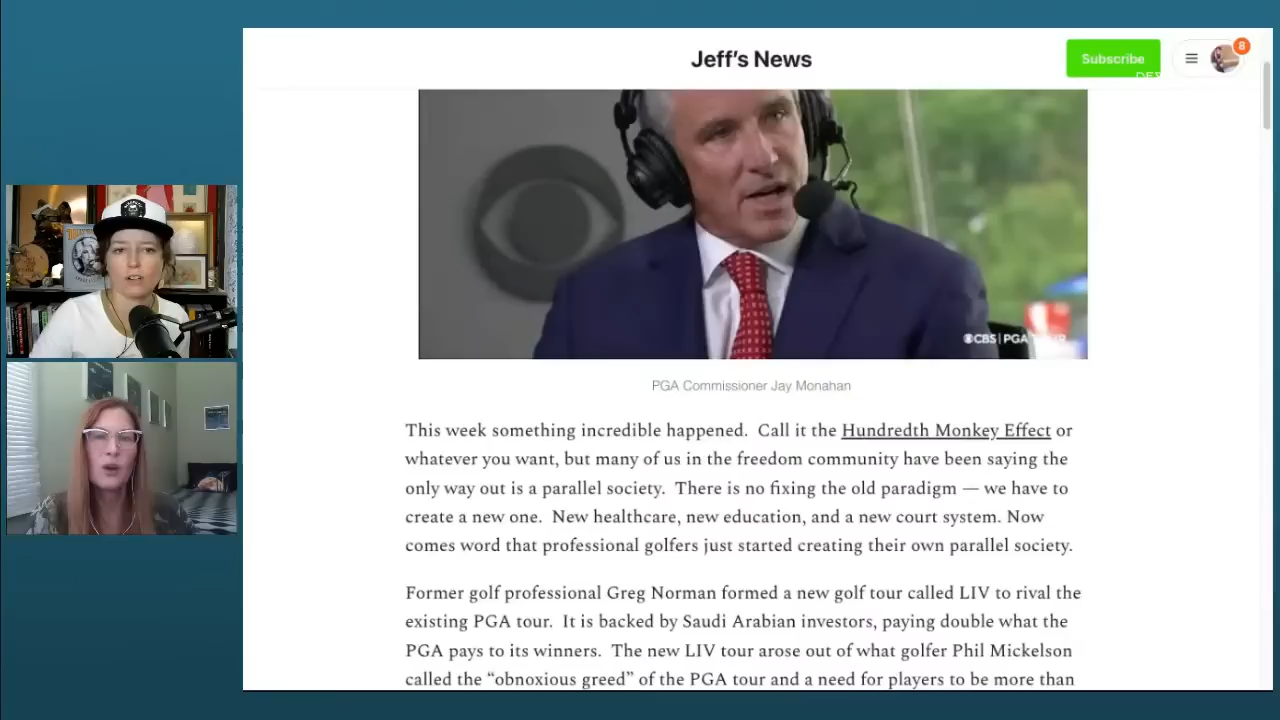 Jeff's News
Subscribe
8
CBS | PGA TOUR
PGA Commissioner Jay Monahan
This week something incredible happened.  Call it the Hundredth Monkey Effect or
whatever you want, but many of us in the freedom community have been saying the
only way out is a parallel society.  There is no fixing the old paradigm — we have to
create a new one.  New healthcare, new education, and a new court system. Now
comes word that professional golfers just started creating their own parallel society.
Former golf professional Greg Norman formed a new golf tour called LIV to rival the
existing PGA tour.  It is backed by Saudi Arabian investors, paying double what the
PGA pays to its winners.  The new LIV tour arose out of what golfer Phil Mickelson
called the “obnoxious greed” of the PGA tour and a need for players to be more than